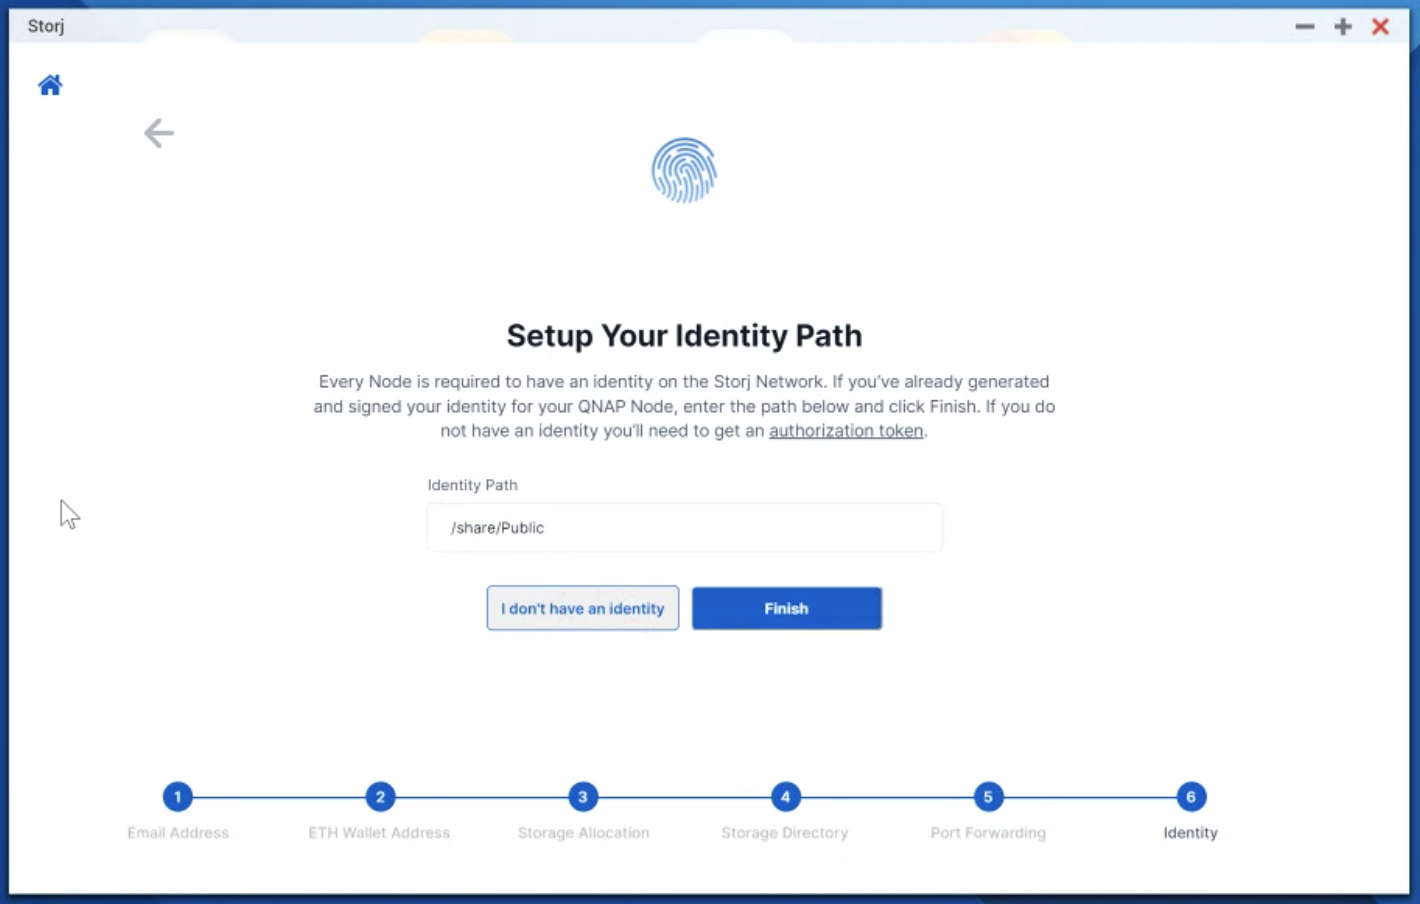 Storj
Setup Your Identity Path
Every Node is required to have an identity on the Storj Network. If you've already generated
and signed your identity for your QNAP Node, enter the path below and click Finish. If you do
not have an identity you'll need to get an authorization token.
Identity Path
/share/Public
I don't have an identity
Finish
1
2
3
4
5
6
Email Address
ETH Wallet Address
Storage Allocation
Storage Directory
Port Forwarding
Identity